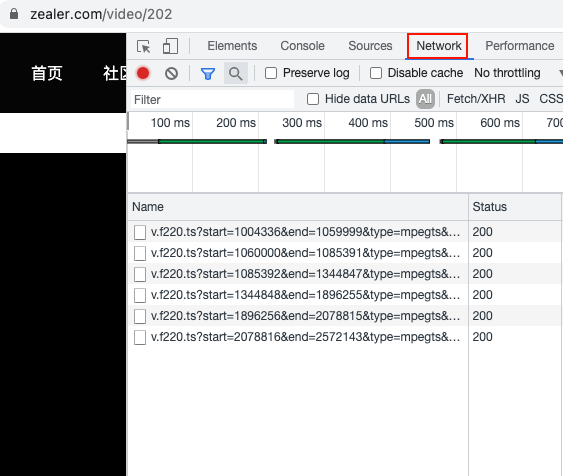 zealer.com/video/202
首页 社区
Elements Console Sources Network Performance
Preserve log Disable cache No throttling
Filter Hide data URLs All Fetch/XHR JS CSS
100 ms 200 ms 300 ms 400 ms 500 ms 600 ms 700
Name Status
v.f220.ts?start=1004336&end=1059999&type=mpegts&… 200
v.f220.ts?start=1060000&end=1085391&type=mpegts&… 200
v.f220.ts?start=1085392&end=1344847&type=mpegts&… 200
v.f220.ts?start=1344848&end=1896255&type=mpegts&… 200
v.f220.ts?start=1896256&end=2078815&type=mpegts&… 200
v.f220.ts?start=2078816&end=2572143&type=mpegts&… 200